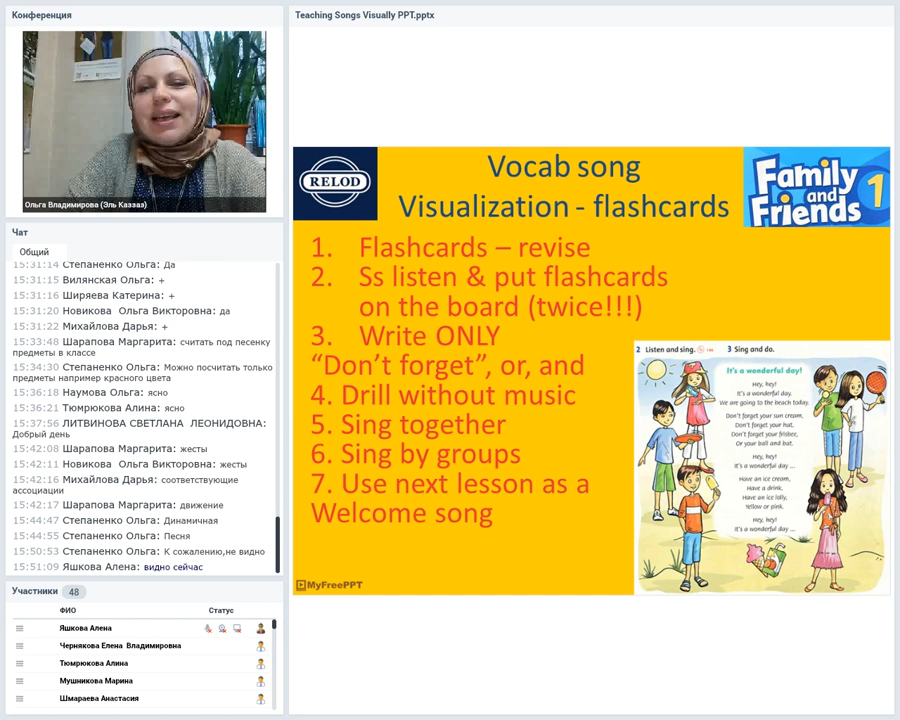 Конференция
Ольга Владимирова (Эль Каззаз)
Чат
Общий
15:31:14 Степаненко Ольга: Да
15:31:15 Вилянская Ольга: +
15:31:16 Ширяева Катерина: +
15:31:20 Новикова Ольга Викторовна: да
15:31:22 Михайлова Дарья: +
15:33:48 Шарапова Маргарита: считать под песенку
предметы в классе
15:34:30 Степаненко Ольга: Можно посчитать только
предметы например красного цвета
15:36:18 Наумова Ольга: ясно
15:36:21 Тюмрюкова Алина: ясно
15:37:56 ЛИТВИНОВА СВЕТЛАНА ЛЕОНИДОВНА:
Добрый день
15:42:08 Шарапова Маргарита: жесты
15:42:11 Новикова Ольга Викторовна: жесты
15:42:16 Михайлова Дарья: соответствующие
ассоциации
15:42:17 Шарапова Маргарита: движение
15:44:47 Степаненко Ольга: Динамичная
15:44:55 Степаненко Ольга: Песня
15:50:53 Степаненко Ольга: К сожалению,не видно
15:51:09 Яшкова Алена: видно сейчас
Участники 48
ФИО Статус
Яшкова Алена
Чернякова Елена Владимировна
Тюмрюкова Алина
Мушникова Марина
Шмараева Анастасия
Teaching Songs Visually PPT.pptx
RELOD
Vocab song
Visualization - flashcards
Family
and
Friends 1
1. Flashcards – revise
2. Ss listen & put flashcards
on the board (twice!!!)
3. Write ONLY
“Don’t forget”, or, and
4. Drill without music
5. Sing together
6. Sing by groups
7. Use next lesson as a
Welcome song
MyFreePPT
2 Listen and sing. 3 Sing and do.
It's a wonderful day!
Hey, hey!
It's a wonderful day.
We are going to the beach today.
Don't forget your sun cream,
Don't forget your hat,
Don't forget your frisbee,
Or your ball and bat.
Hey, hey!
It's a wonderful day ...
Have an ice cream,
Have a drink,
Have an ice lolly,
Yellow or pink.
Hey, hey!
It's a wonderful day ...